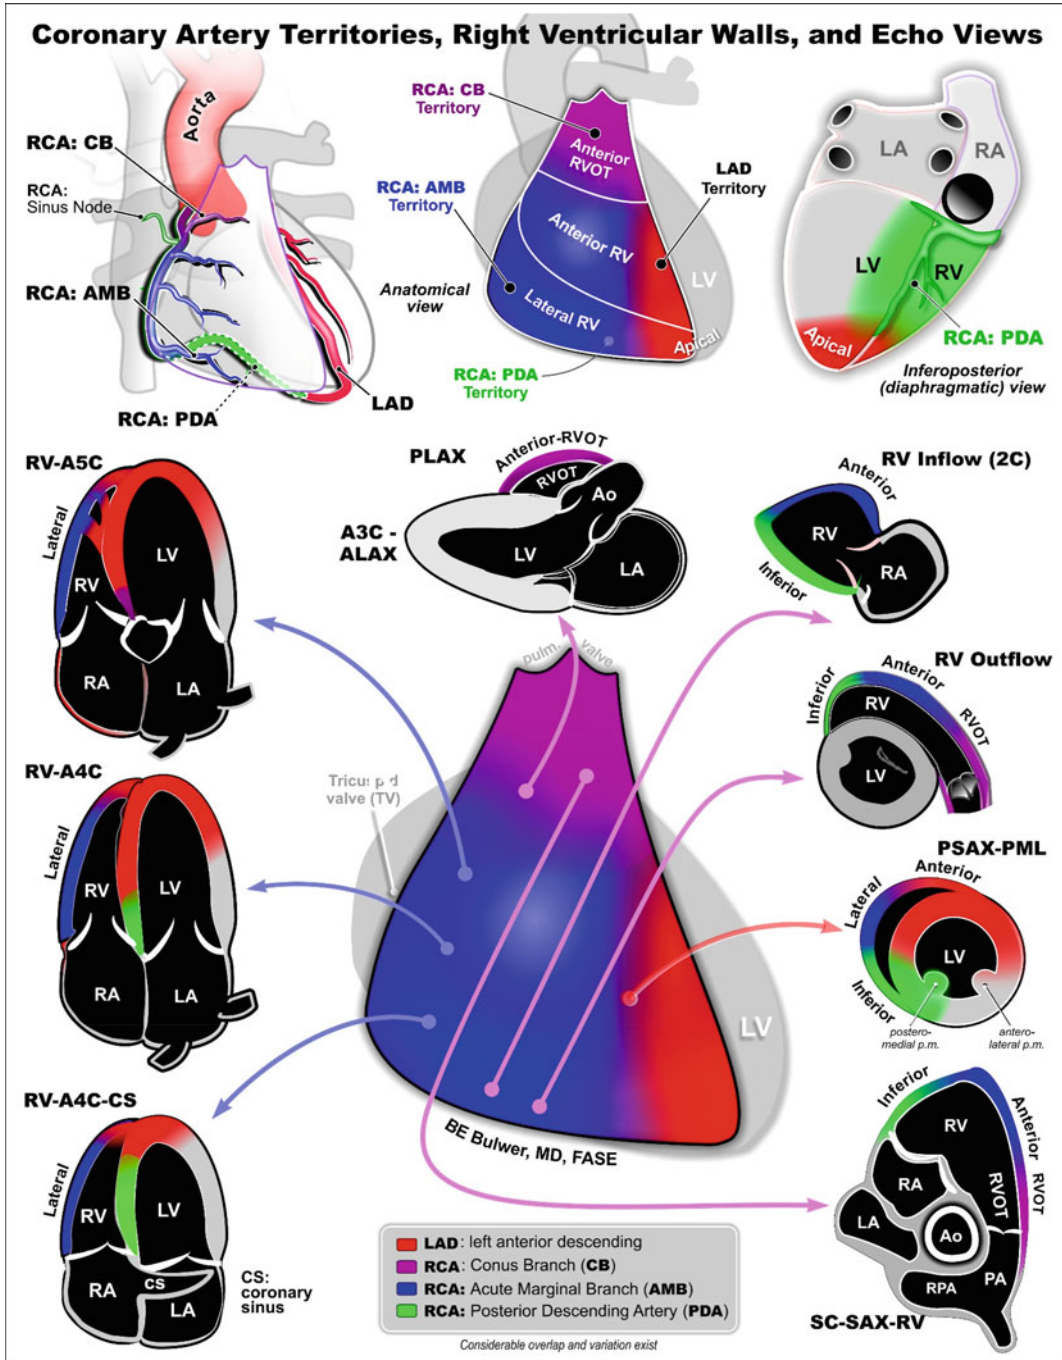 Coronary Artery Territories, Right Ventricular Walls, and Echo Views
Aorta
RCA: CB
RCA:
Sinus Node
RCA: AMB
RCA: PDA
LAD
RCA: CB
Territory
Anterior
RVOT
RCA: AMB
Territory
LAD
Territory
Anterior RV
Lateral RV
Anatomical
view
LV
Apical
RCA: PDA
Territory
LA
RA
LV
RV
Apical
RCA: PDA
Inferoposterior
(diaphragmatic) view
RV-A5C
Lateral
RV
LV
RA
LA
PLAX
Anterior-RVOT
RVOT
Ao
A3C -
ALAX
LV
LA
RV Inflow (2C)
Anterior
RV
RA
Inferior
RV Outflow
Inferior
Anterior
RVOT
RV
LV
pulm. valve
Tricuspid
valve (TV)
LV
BE Bulwer, MD, FASE
RV-A4C
Lateral
RV
LV
RA
LA
PSAX-PML
Lateral
Anterior
LV
Inferior
postero-
medial p.m.
antero-
lateral p.m.
RV-A4C-CS
Lateral
RV
LV
RA
CS
LA
CS:
coronary
sinus
Inferior
RV
Anterior
RVOT
RA
RVOT
LA
Ao
PA
RPA
SC-SAX-RV
LAD: left anterior descending
RCA: Conus Branch (CB)
RCA: Acute Marginal Branch (AMB)
RCA: Posterior Descending Artery (PDA)
Considerable overlap and variation exist